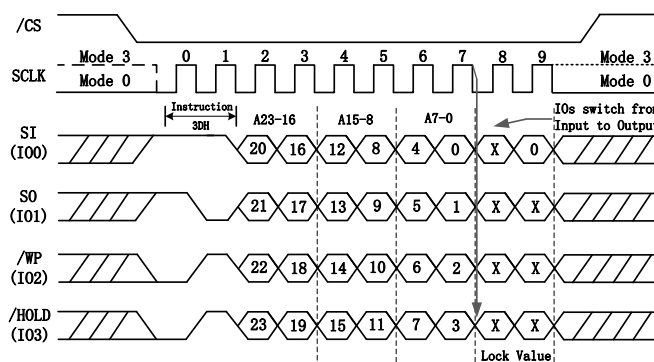 /CS
Mode 3 0 1 2 3 4 5 6 7 8 9 Mode 3
SCLK
Mode 0 Mode 0
Instruction A23-16 A15-8 A7-0 IOs switch from
3DH Input to Output
SI
(IO0) 20 16 12 8 4 0 X 0
SO
(IO1) 21 17 13 9 5 1 X X
/WP
(IO2) 22 18 14 10 6 2 X X
/HOLD
(IO3) 23 19 15 11 7 3 X X
Lock Value